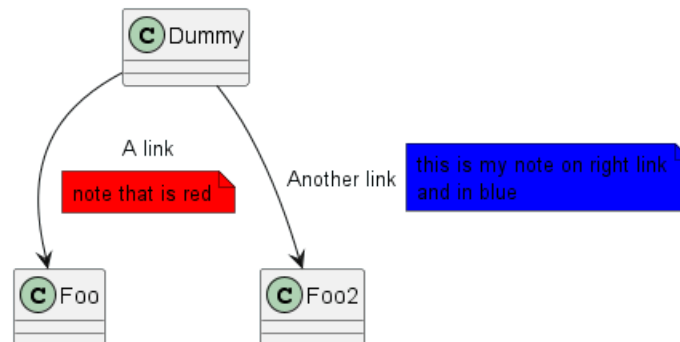 C Dummy
A link
note that is red
Another link
this is my note on right link
and in blue
C Foo
C Foo2